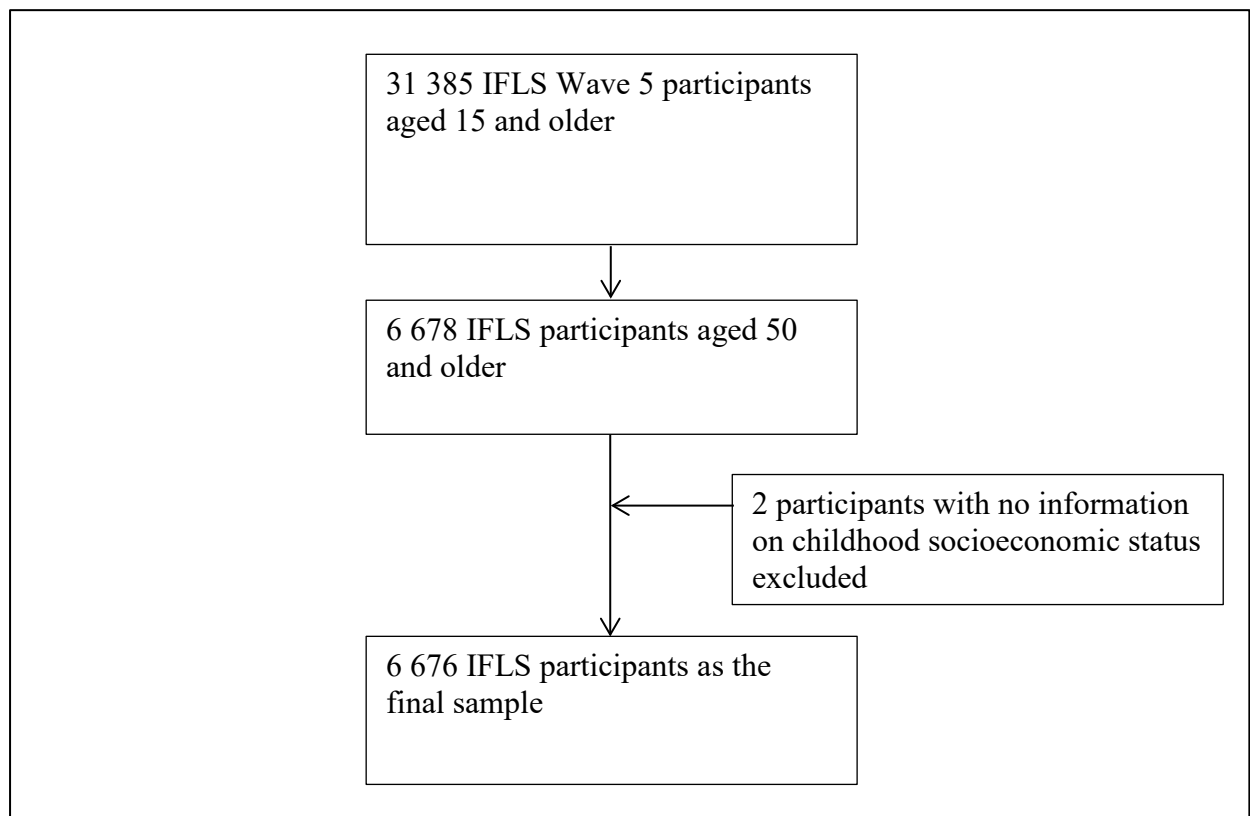 31 385 IFLS Wave 5 participants
aged 15 and older
6 678 IFLS participants aged 50
and older
2 participants with no information
on childhood socioeconomic status
excluded
6 676 IFLS participants as the
final sample